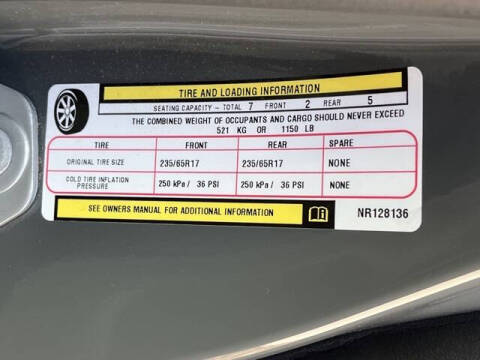 TIRE AND LOADING INFORMATION
SEATING CAPACITY – TOTAL 7 FRONT 2 REAR 5
THE COMBINED WEIGHT OF OCCUPANTS AND CARGO SHOULD NEVER EXCEED
521 KG OR 1150 LB
TIRE FRONT REAR SPARE
ORIGINAL TIRE SIZE 235/65R17 235/65R17 NONE
COLD TIRE INFLATION PRESSURE 250 kPa / 36 PSI 250 kPa / 36 PSI NONE
SEE OWNERS MANUAL FOR ADDITIONAL INFORMATION NR128136